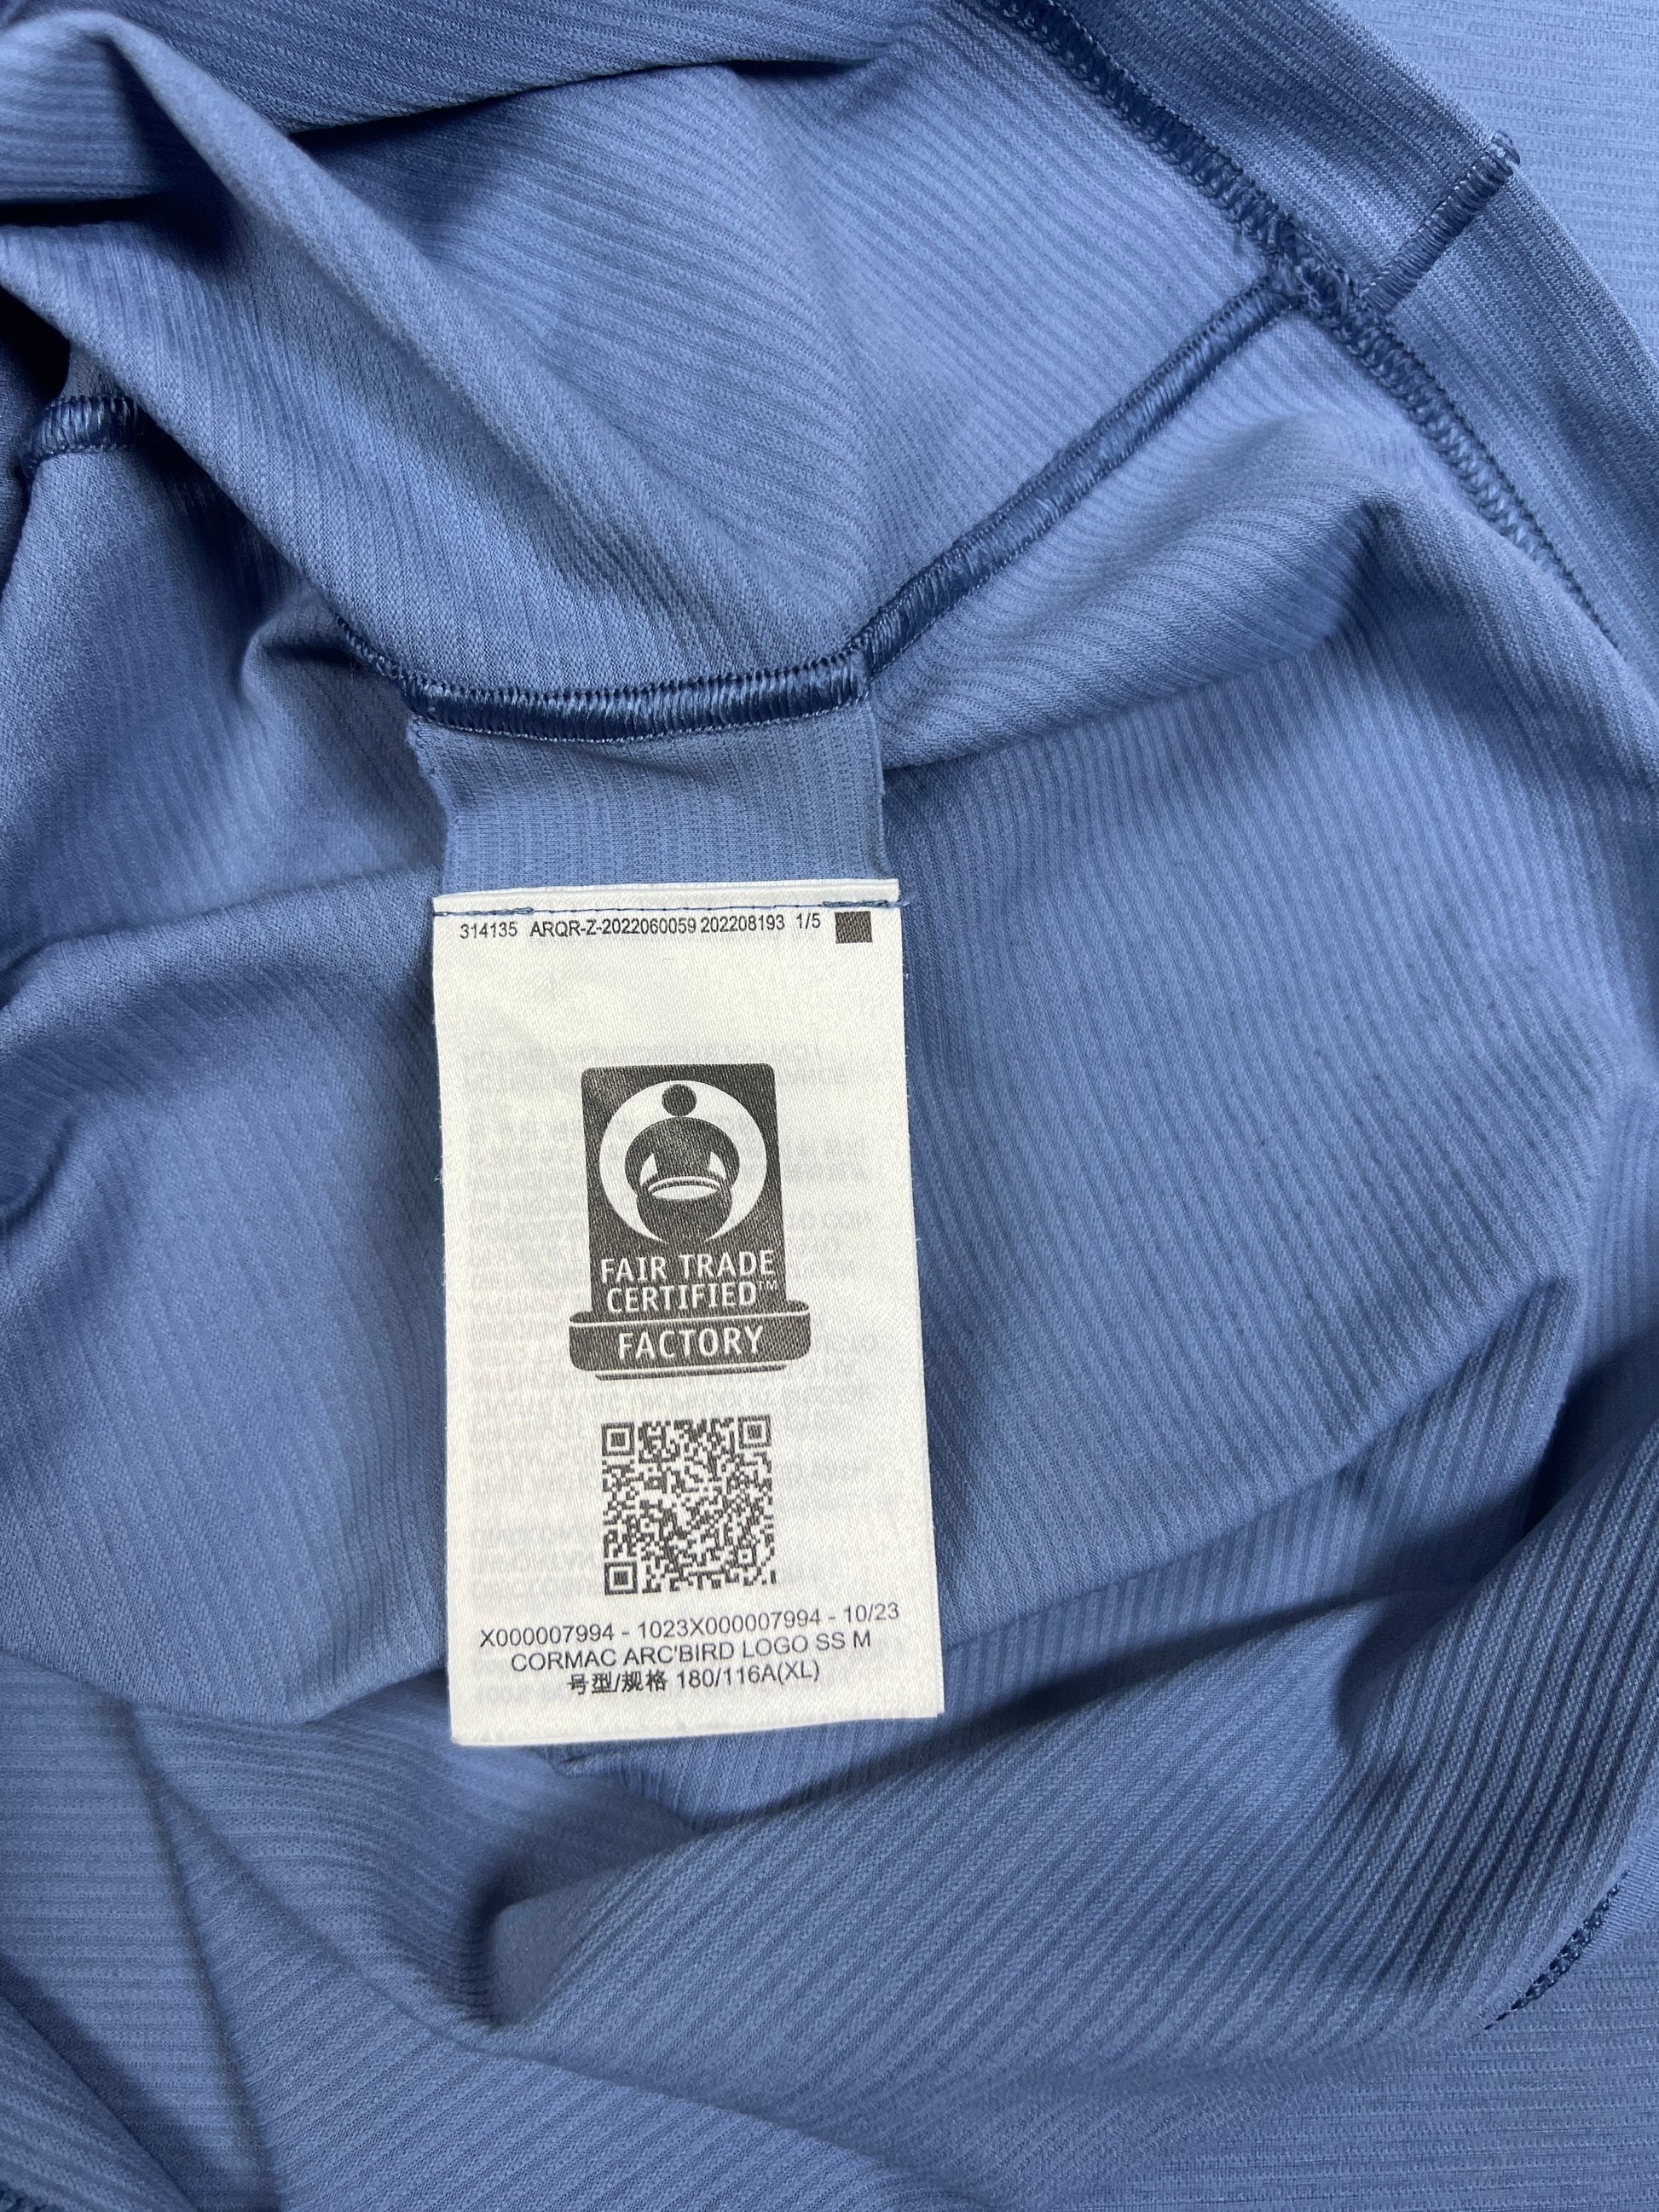 314135 ARQR-Z-2022060059 202208193 1/5
FAIR TRADE
CERTIFIED™
FACTORY
X000007994 - 1023X000007994 - 10/23
CORMAC ARC'BIRD LOGO SS M
号型/规格 180/116A(XL)